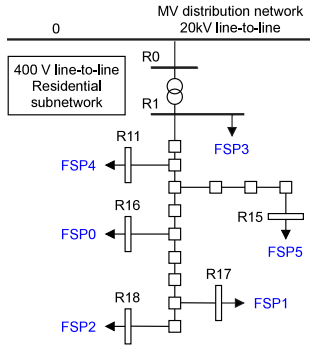 MV distribution network
0 20kV line-to-line
R0
400 V line-to-line
Residential
subnetwork
R1
R11
FSP3
FSP4
R16
R15
FSP0
FSP5
R17
R18
FSP1
FSP2